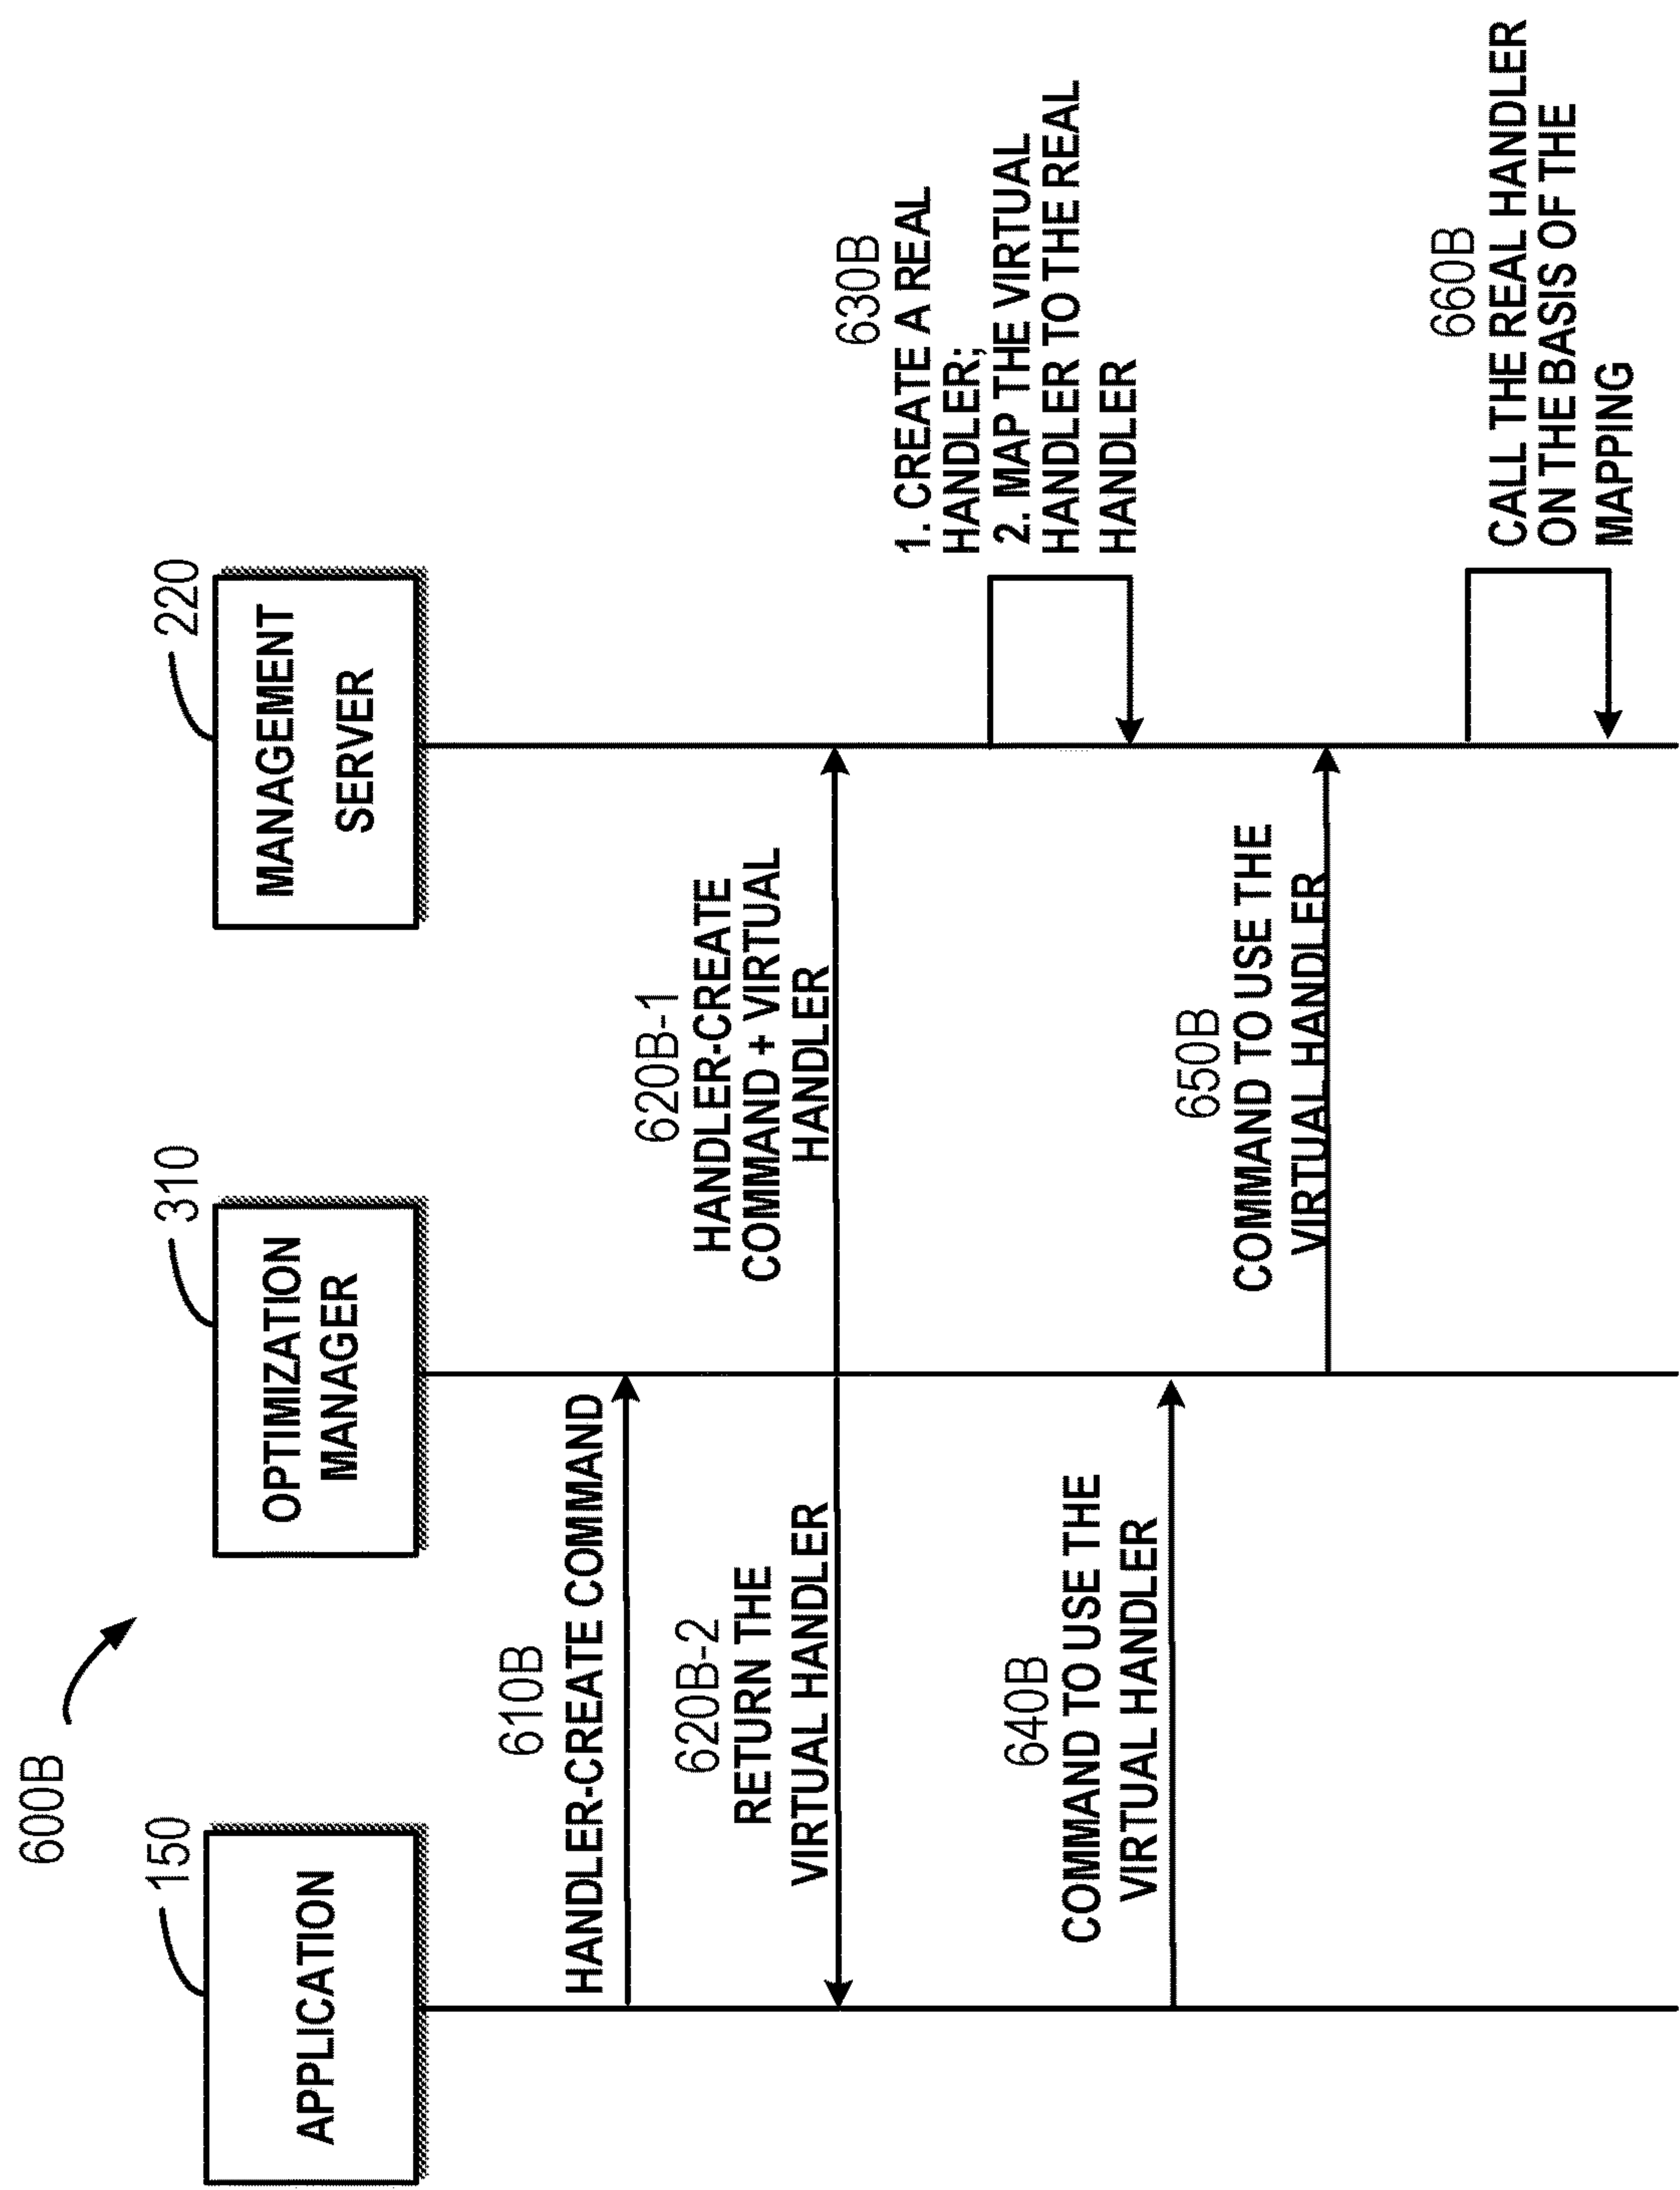 600B
150
APPLICATION
310
OPTIMIZATION
MANAGER
220
MANAGEMENT
SERVER
610B
HANDLER-CREATE COMMAND
620B-1
HANDLER-CREATE
COMMAND + VIRTUAL
HANDLER
620B-2
RETURN THE
VIRTUAL HANDLER
630B
1. CREATE A REAL
HANDLER;
2. MAP THE VIRTUAL
HANDLER TO THE REAL
HANDLER
640B
COMMAND TO USE THE
VIRTUAL HANDLER
650B
COMMAND TO USE THE
VIRTUAL HANDLER
660B
CALL THE REAL HANDLER
ON THE BASIS OF THE
MAPPING